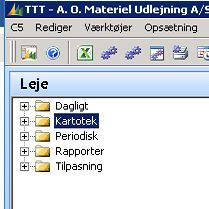 TTT - A. O. Materiel Udlejning A/S
C5 Rediger Værktøjer Opsætning
Leje
Dagligt
Kartotek
Periodisk
Rapporter
Tilpasning